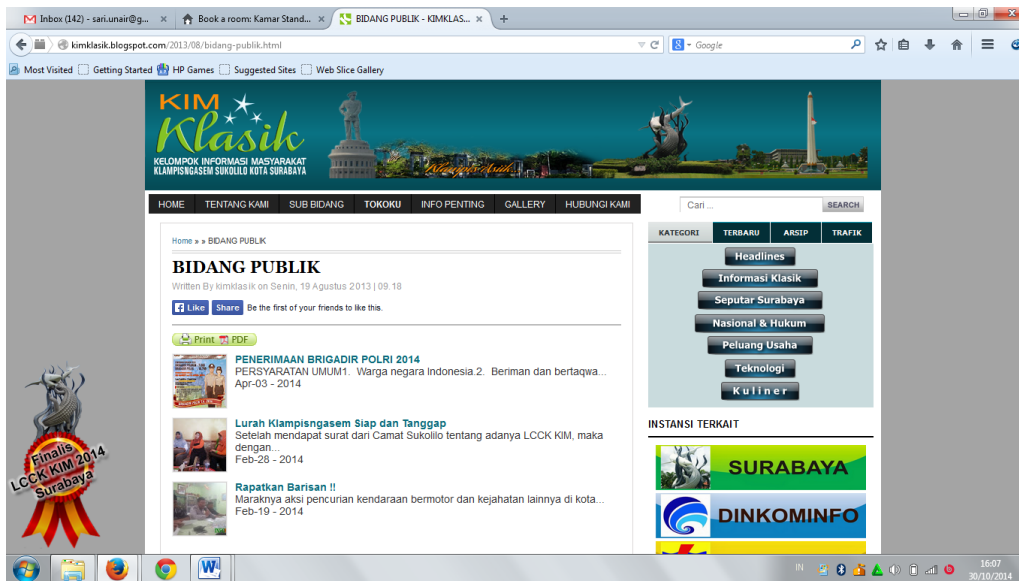 Inbox (142) - sari.unair@g...
Book a room: Kamar Stand...
BIDANG PUBLIK - KIMKLAS...
kimklasik.blogspot.com/2013/08/bidang-publik.html
Google
Most Visited
Getting Started
HP Games
Suggested Sites
Web Slice Gallery
KIM
Klasik
KELOMPOK INFORMASI MASYARAKAT
KLAMPISNGASEM SUKOLILO KOTA SURABAYA
HOME TENTANG KAMI SUB BIDANG TOKOKU INFO PENTING GALLERY HUBUNGI KAMI
Cari ...
SEARCH
Home » » BIDANG PUBLIK
BIDANG PUBLIK
Written By kimklasik on Senin, 19 Agustus 2013 | 09.18
Like Share Be the first of your friends to like this.
Print PDF
PENERIMAAN BRIGADIR POLRI 2014
PERSYARATAN UMUM1. Warga negara Indonesia.2. Beriman dan bertaqwa...
Apr-03 - 2014
Lurah Klampisngasem Siap dan Tanggap
Setelah mendapat surat dari Camat Sukolilo tentang adanya LCCK KIM, maka
dengan...
Feb-28 - 2014
Rapatkan Barisan !!
Maraknya aksi pencurian kendaraan bermotor dan kejahatan lainnya di kota...
Feb-19 - 2014
KATEGORI TERBARU ARSIP TRAFIK
Headlines
Informasi Klasik
Seputar Surabaya
Nasional & Hukum
Peluang Usaha
Teknologi
K u l i n e r
INSTANSI TERKAIT
SURABAYA
DINKOMINFO
Finalis
LCCK KIM 2014
Surabaya
IN
16:07
30/10/2014